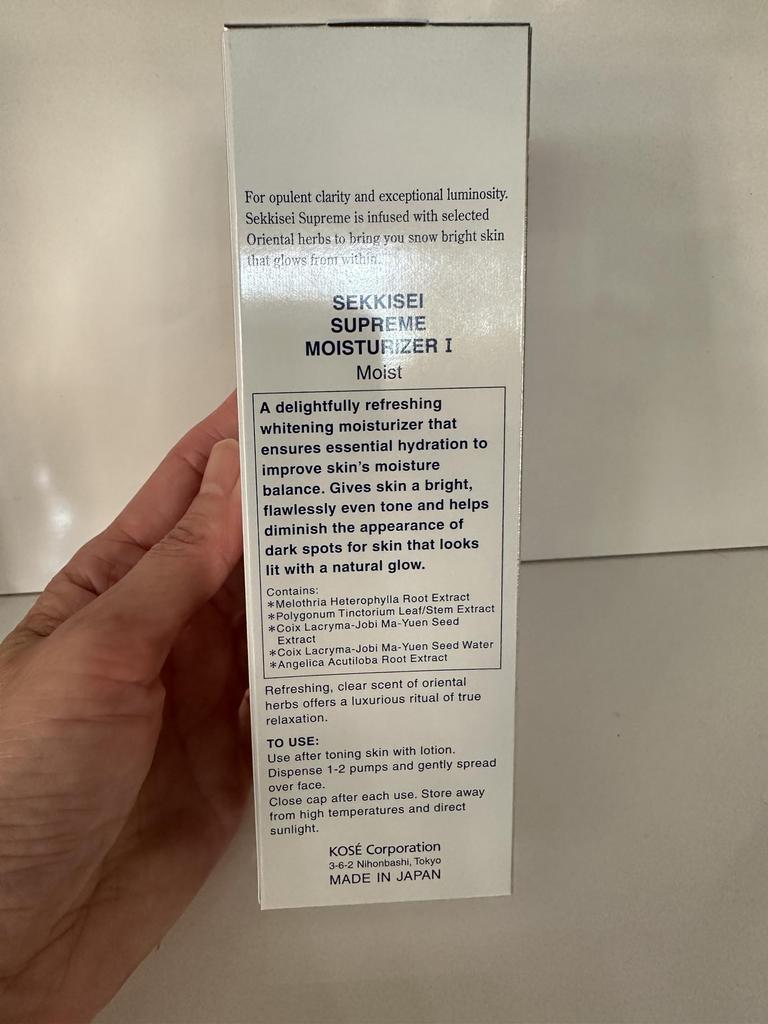 For opulent clarity and exceptional luminosity.
Sekkisei Supreme is infused with selected
Oriental herbs to bring you snow bright skin
that glows from within.
SEKKISEI
SUPREME
MOISTURIZER I
Moist
A delightfully refreshing
whitening moisturizer that
ensures essential hydration to
improve skin's moisture
balance. Gives skin a bright,
flawlessly even tone and helps
diminish the appearance of
dark spots for skin that looks
lit with a natural glow.
Contains:
*Melothria Heterophylla Root Extract
*Polygonum Tinctorium Leaf/Stem Extract
*Coix Lacryma-Jobi Ma-Yuen Seed
Extract
*Coix Lacryma-Jobi Ma-Yuen Seed Water
*Angelica Acutiloba Root Extract
Refreshing, clear scent of oriental
herbs offers a luxurious ritual of true
relaxation.
TO USE:
Use after toning skin with lotion.
Dispense 1-2 pumps and gently spread
over face.
Close cap after each use. Store away
from high temperatures and direct
sunlight.
KOSÉ Corporation
3-6-2 Nihonbashi, Tokyo
MADE IN JAPAN